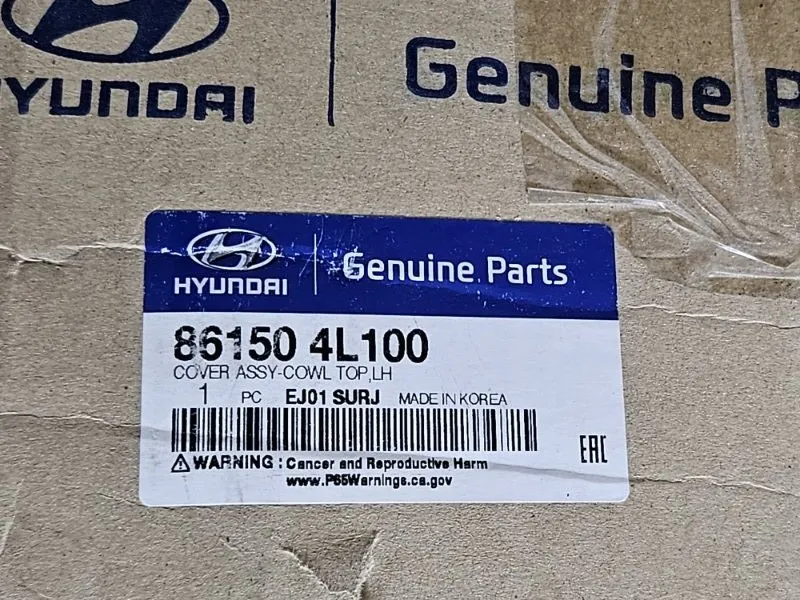 HYUNDAI
Genuine P
HYUNDAI
Genuine Parts
86150 4L100
COVER ASSY-COWL TOP,LH
1 PC EJ01 SURJ MADE IN KOREA
EAC
⚠WARNING : Cancer and Reproductive Harm
www.P65Warnings.ca.gov